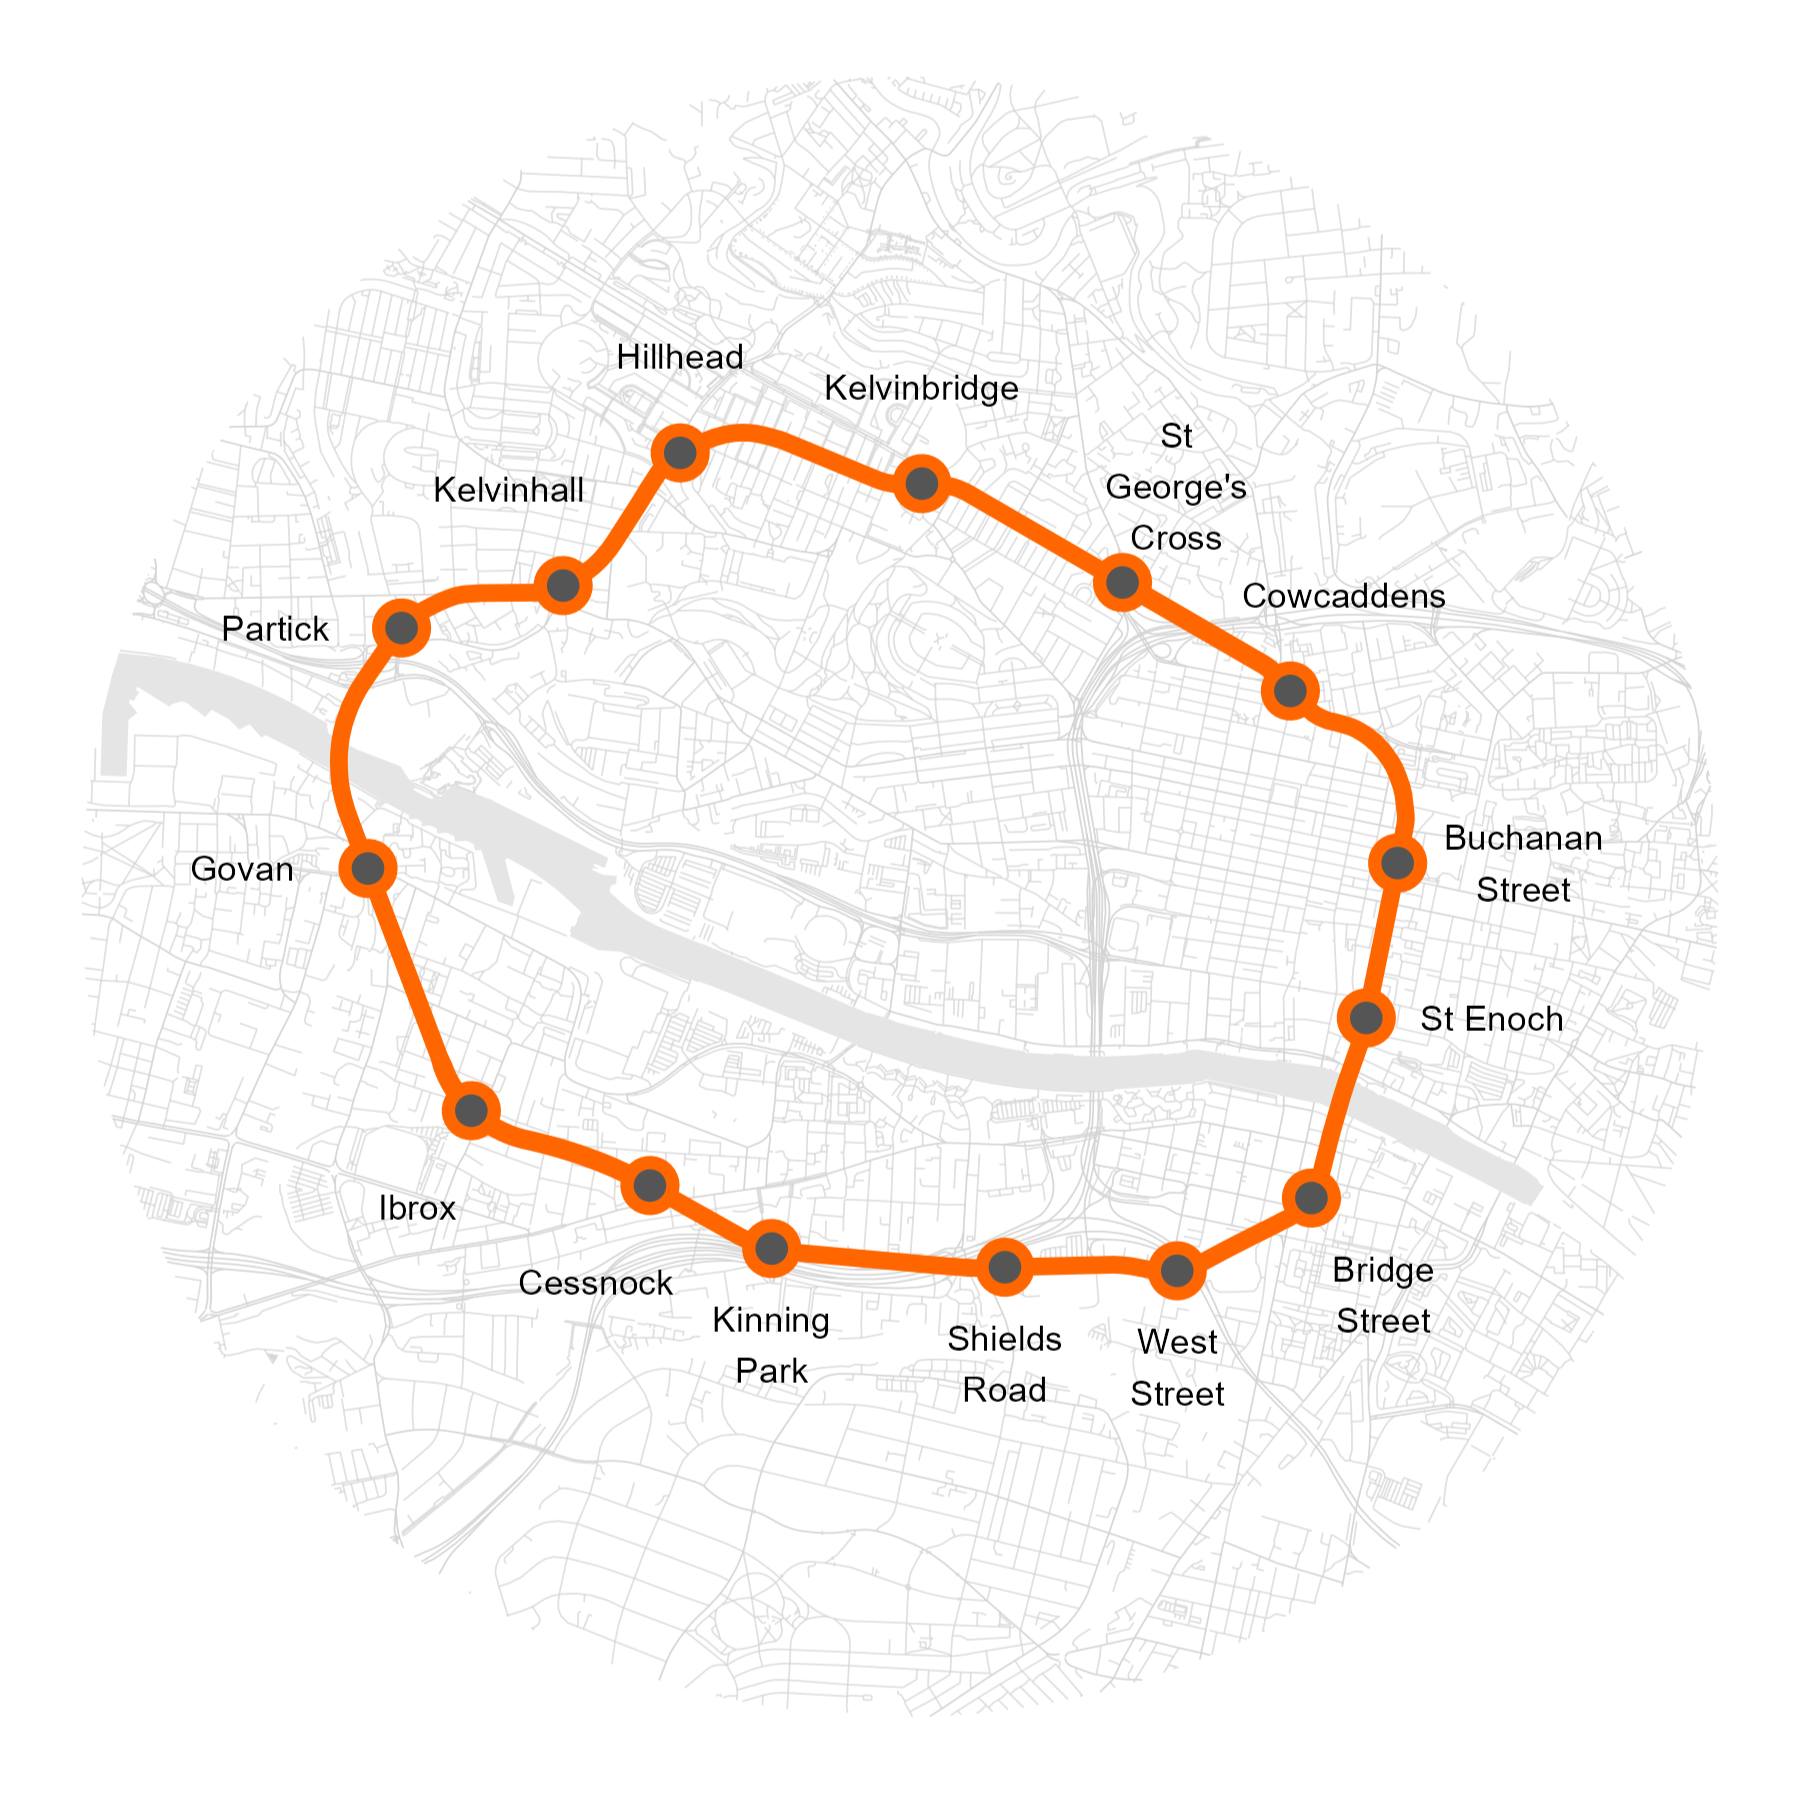 Hillhead
Kelvinbridge
St
George's
Cross
Kelvinhall
Cowcaddens
Partick
Buchanan
Street
Govan
St Enoch
Ibrox
Bridge
Street
Cessnock
Kinning
Park
Shields
Road
West
Street